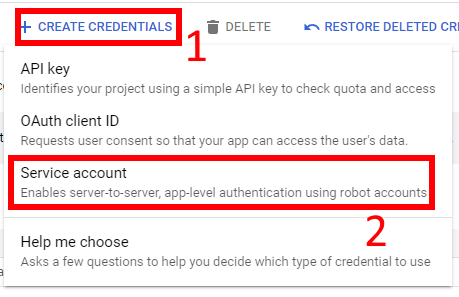 + CREATE CREDENTIALS
DELETE
RESTORE DELETED CRE
1
API key
Identifies your project using a simple API key to check quota and access
OAuth client ID
Requests user consent so that your app can access the user's data.
Service account
Enables server-to-server, app-level authentication using robot accounts
2
Help me choose
Asks a few questions to help you decide which type of credential to use